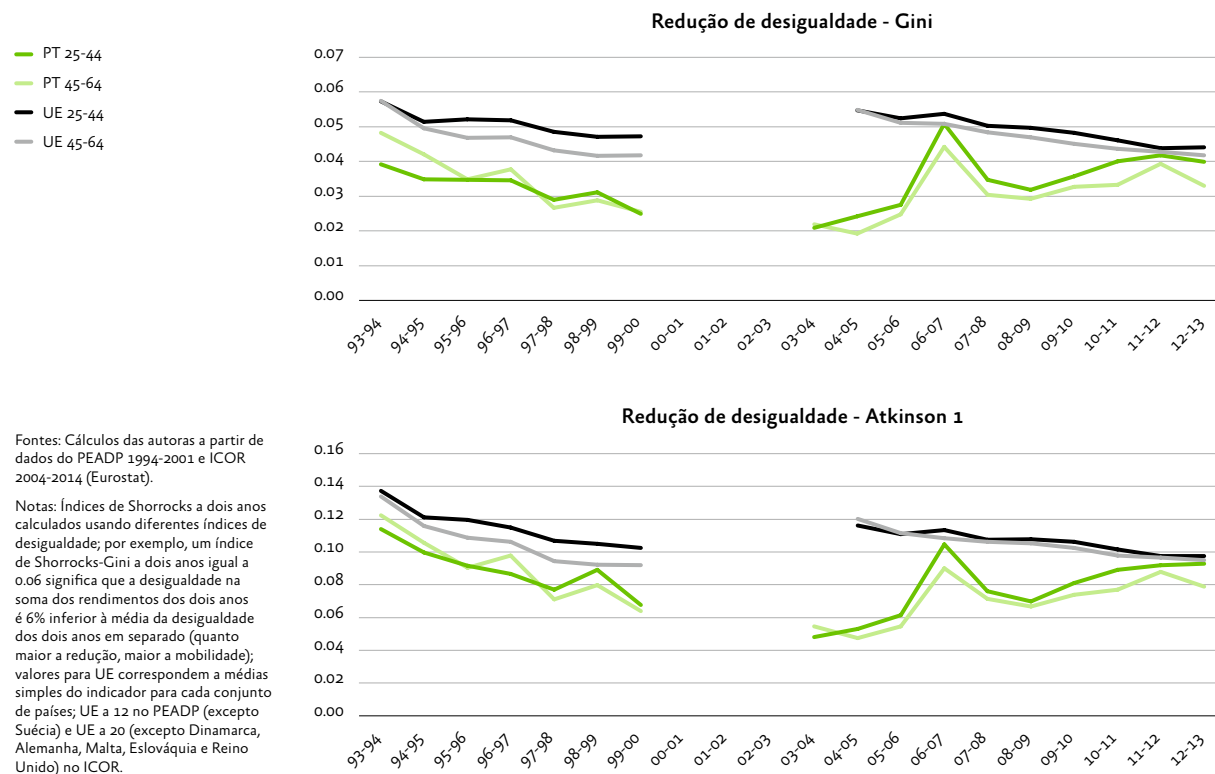 Redução de desigualdade - Gini
PT 25-44
PT 45-64
UE 25-44
UE 45-64
0.07
0.06
0.05
0.04
0.03
0.02
0.01
0.00
93-94
94-95
95-96
96-97
97-98
98-99
99-00
00-01
01-02
02-03
03-04
04-05
05-06
06-07
07-08
08-09
09-10
10-11
11-12
12-13
Redução de desigualdade - Atkinson 1
0.16
0.14
0.12
0.10
0.08
0.06
0.04
0.02
0.00
93-94
94-95
95-96
96-97
97-98
98-99
99-00
00-01
01-02
02-03
03-04
04-05
05-06
06-07
07-08
08-09
09-10
10-11
11-12
12-13
Fontes: Cálculos das autoras a partir de
dados do PEADP 1994-2001 e ICOR
2004-2014 (Eurostat).
Notas: Índices de Shorrocks a dois anos
calculados usando diferentes índices de
desigualdade; por exemplo, um índice
de Shorrocks-Gini a dois anos igual a
0.06 significa que a desigualdade na
soma dos rendimentos dos dois anos
é 6% inferior à média da desigualdade
dos dois anos em separado (quanto
maior a redução, maior a mobilidade);
valores para UE correspondem a médias
simples do indicador para cada conjunto
de países; UE a 12 no PEADP (excepto
Suécia) e UE a 20 (excepto Dinamarca,
Alemanha, Malta, Eslováquia e Reino
Unido) no ICOR.